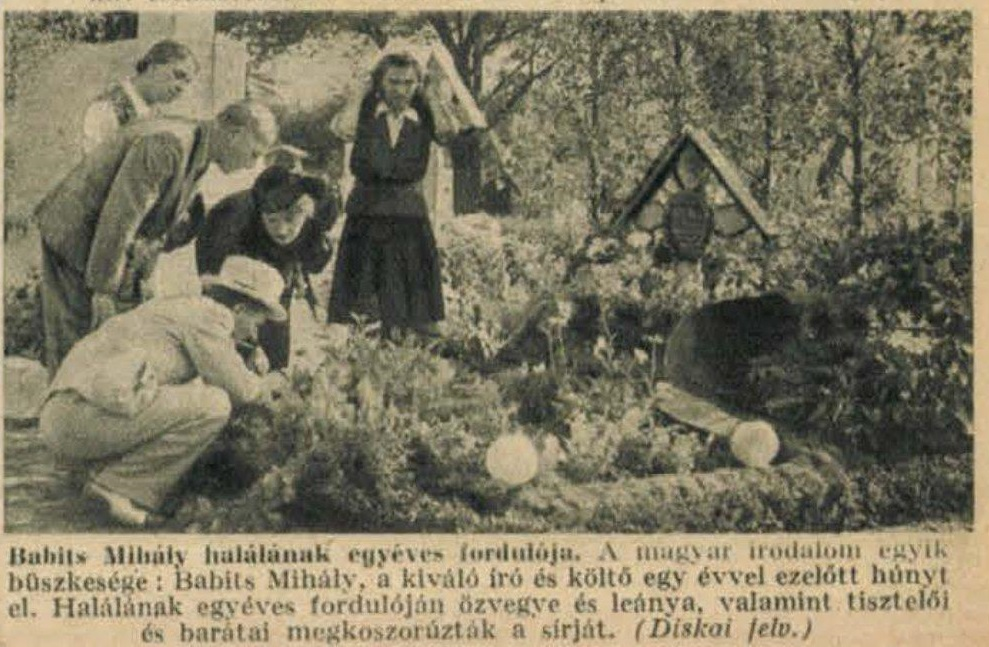 Babits Mihály halálának egyéves fordulója. A magyar irodalom egyik
büszkesége: Babits Mihály, a kiváló író és költő egy évvel ezelőtt húnyt
el. Halálának egyéves fordulóján özvegye és leánya, valamint tisztelői
és barátai megkoszorúzták a sírját. (Diskai felv.)